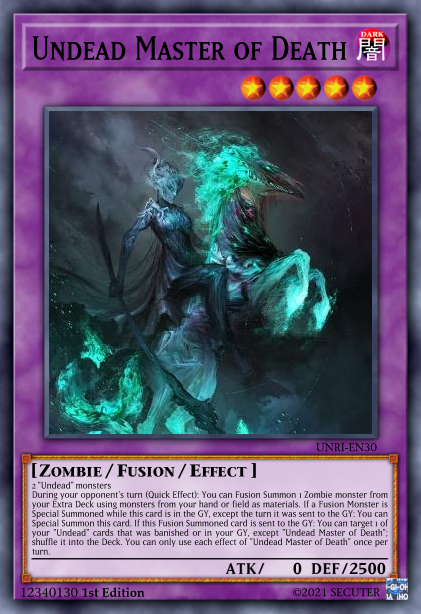 UNDEAD MASTER OF DEATH
DARK
闇
UNRI-EN30
[ZOMBIE / FUSION / EFFECT ]
2 "Undead" monsters
During your opponent's turn (Quick Effect): You can Fusion Summon 1 Zombie monster from
your Extra Deck using monsters from your hand or field as materials. If a Fusion Monster is
Special Summoned while this card is in the GY, except the turn it was sent to the GY: You can
Special Summon this card. If this Fusion Summoned card is sent to the GY: You can target 1 of
your "Undead" cards that was banished or in your GY, except "Undead Master of Death";
shuffle it into the Deck. You can only use each effect of "Undead Master of Death" once per
turn.
ATK/ 0 DEF/2500
12340130 1st Edition
©2021 SECUTER